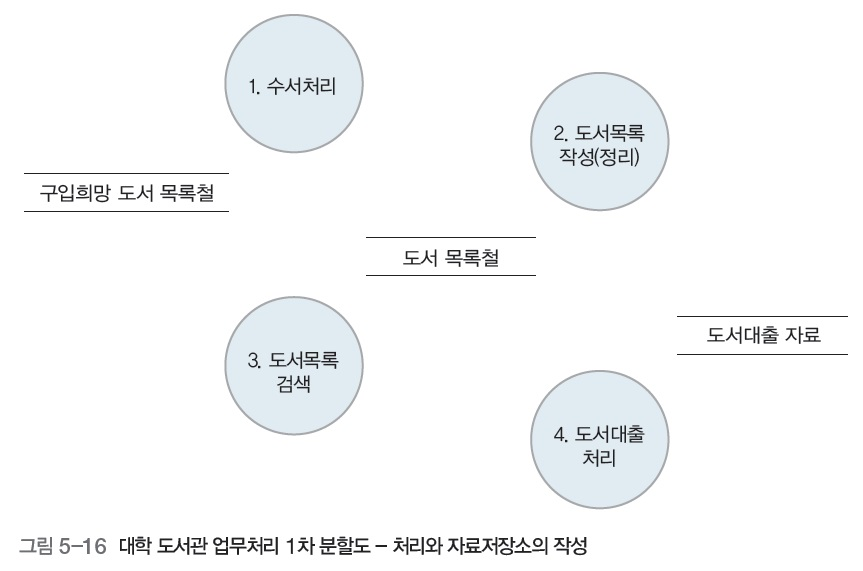 1. 수서처리
2. 도서목록
작성(정리)
구입희망 도서 목록철
도서 목록철
도서대출 자료
3. 도서목록
검색
4. 도서대출
처리
그림 5-16 대학 도서관 업무처리 1차 분할도 - 처리와 자료저장소의 작성